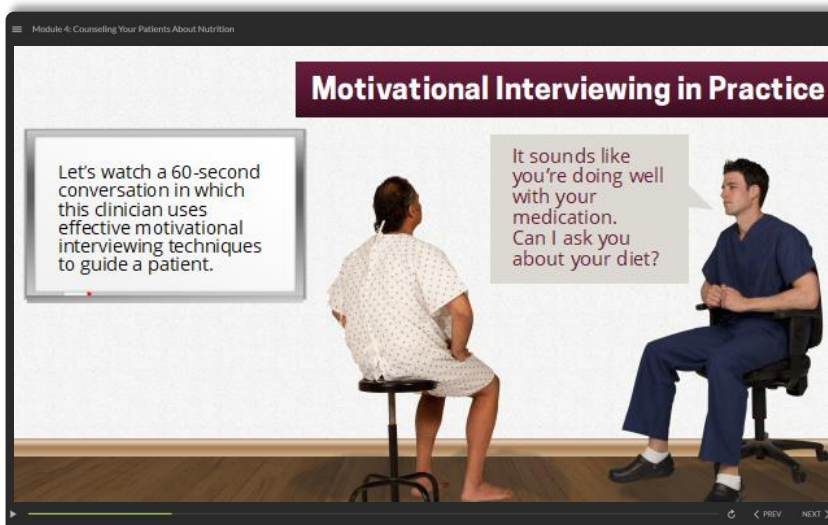 Module 4: Counseling Your Patients About Nutrition
Motivational Interviewing in Practice
Let's watch a 60-second
conversation in which
this clinician uses
effective motivational
interviewing techniques
to guide a patient.
It sounds like
you're doing well
with your
medication.
Can I ask you
about your diet?
< PREV NEXT >